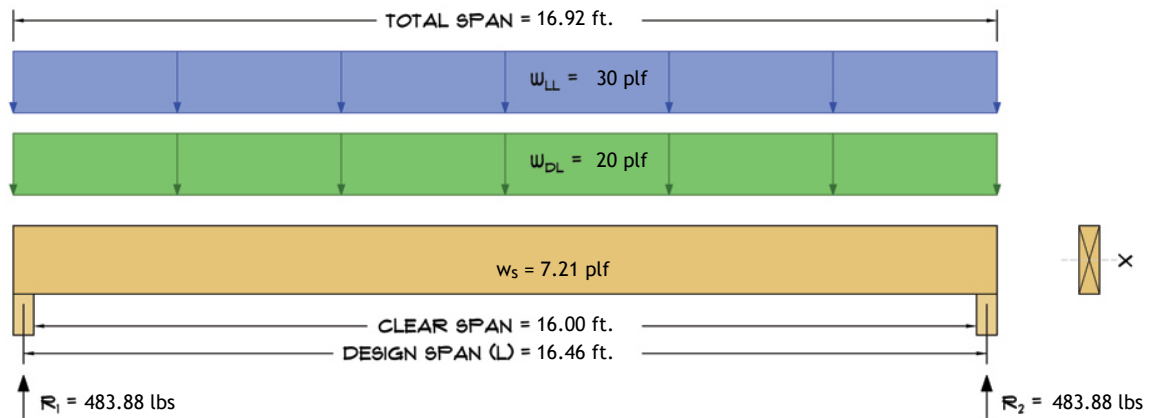 TOTAL SPAN = 16.92 ft.
WLL = 30 plf
WDL = 20 plf
ws = 7.21 plf
X
CLEAR SPAN = 16.00 ft.
DESIGN SPAN (L) = 16.46 ft.
R1 = 483.88 lbs
R2 = 483.88 lbs